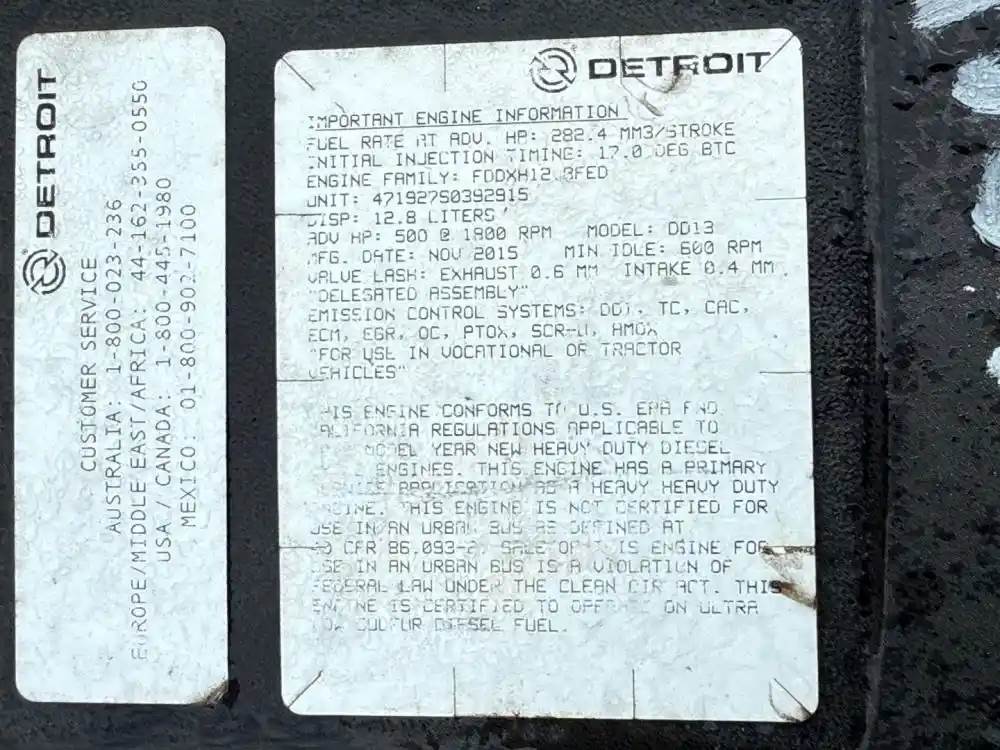 DETROIT
CUSTOMER SERVICE
AUSTRALIA: 1-800-023-236
EUROPE/MIDDLE EAST/AFRICA: 44-162-355-0550
USA / CANADA: 1-800-445-1980
MEXICO: 01-800-902-7100
DETROIT
IMPORTANT ENGINE INFORMATION
FUEL RATE AT ADV. HP: 282.4 MM3/STROKE
INITIAL INJECTION TIMING: 17.0 DEG BTC
ENGINE FAMILY: FDDXH12.8FED
UNIT: 471927S0392915
DISP: 12.8 LITERS
ADV HP: 500 @ 1800 RPM MODEL: DD13
MFG. DATE: NOV 2015 MIN IDLE: 600 RPM
VALVE LASH: EXHAUST 0.6 MM INTAKE 0.4 MM
"DELEGATED ASSEMBLY"
EMISSION CONTROL SYSTEMS: DDI, TC, CAC,
ECM, EGR, OC, PTOX, SCR-U, AMOX
"FOR USE IN VOCATIONAL OR TRACTOR
VEHICLES"
THIS ENGINE CONFORMS TO U.S. EPA AND
CALIFORNIA REGULATIONS APPLICABLE TO
MODEL YEAR NEW HEAVY DUTY DIESEL
ENGINES. THIS ENGINE HAS A PRIMARY
SERVICE APPLICATION AS A HEAVY HEAVY DUTY
ENGINE. THIS ENGINE IS NOT CERTIFIED FOR
USE IN AN URBAN BUS AS DEFINED AT
40 CFR 86.093-2. SALE OF THIS ENGINE FOR
USE IN AN URBAN BUS IS A VIOLATION OF
FEDERAL LAW UNDER THE CLEAN AIR ACT. THIS
ENGINE IS CERTIFIED TO OPERATE ON ULTRA
LOW SULFUR DIESEL FUEL.